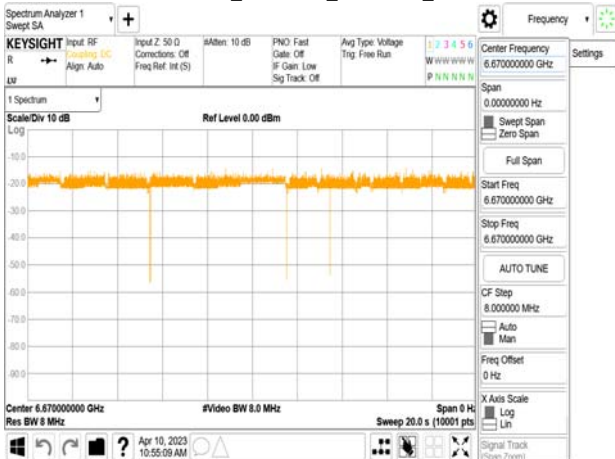 Spectrum Analyzer 1
Swept SA
+
Frequency
KEYSIGHT
R
LXI
Input: RF
Coupling: DC
Align: Auto
Input Z: 50 Ω
Corrections: Off
Freq Ref: Int (S)
#Atten: 10 dB
PNO: Fast
Gate: Off
IF Gain: Low
Sig Track: Off
Avg Type: Voltage
Trig: Free Run
1 2 3 4 5 6
W W W W W W
P N N N N N
Center Frequency
6.670000000 GHz
Settings
Span
0.00000000 Hz
Swept Span
Zero Span
Full Span
Start Freq
6.670000000 GHz
Stop Freq
6.670000000 GHz
AUTO TUNE
CF Step
8.000000 MHz
Auto
Man
Freq Offset
0 Hz
X Axis Scale
Log
Lin
Signal Track
(Span Zoom)
1 Spectrum
Scale/Div 10 dB
Ref Level 0.00 dBm
Log
-10.0
-20.0
-30.0
-40.0
-50.0
-60.0
-70.0
-80.0
-90.0
Center 6.670000000 GHz
#Video BW 8.0 MHz
Span 0 Hz
Res BW 8 MHz
Sweep 20.0 s (10001 pts
?
Apr 10, 2023
10:55:09 AM